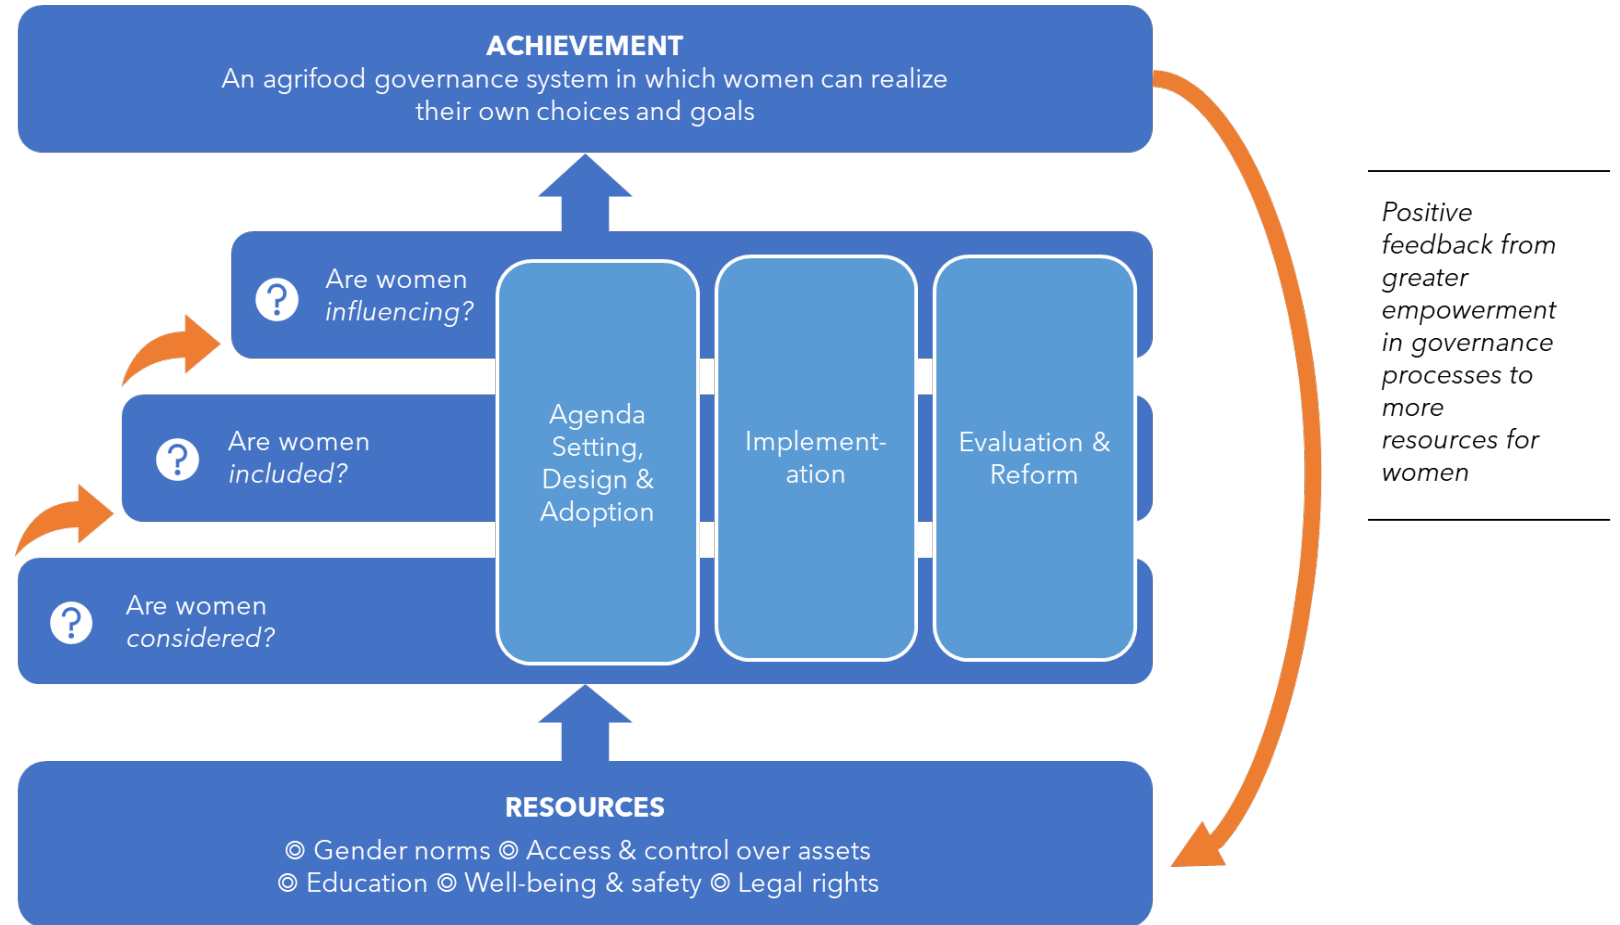 ACHIEVEMENT
An agrifood governance system in which women can realize
their own choices and goals
? Are women
influencing?
? Are women
included?
? Are women
considered?
Agenda
Setting,
Design &
Adoption
Implement-
ation
Evaluation &
Reform
RESOURCES
◎ Gender norms ◎ Access & control over assets
◎ Education ◎ Well-being & safety ◎ Legal rights
Positive
feedback from
greater
empowerment
in governance
processes to
more
resources for
women